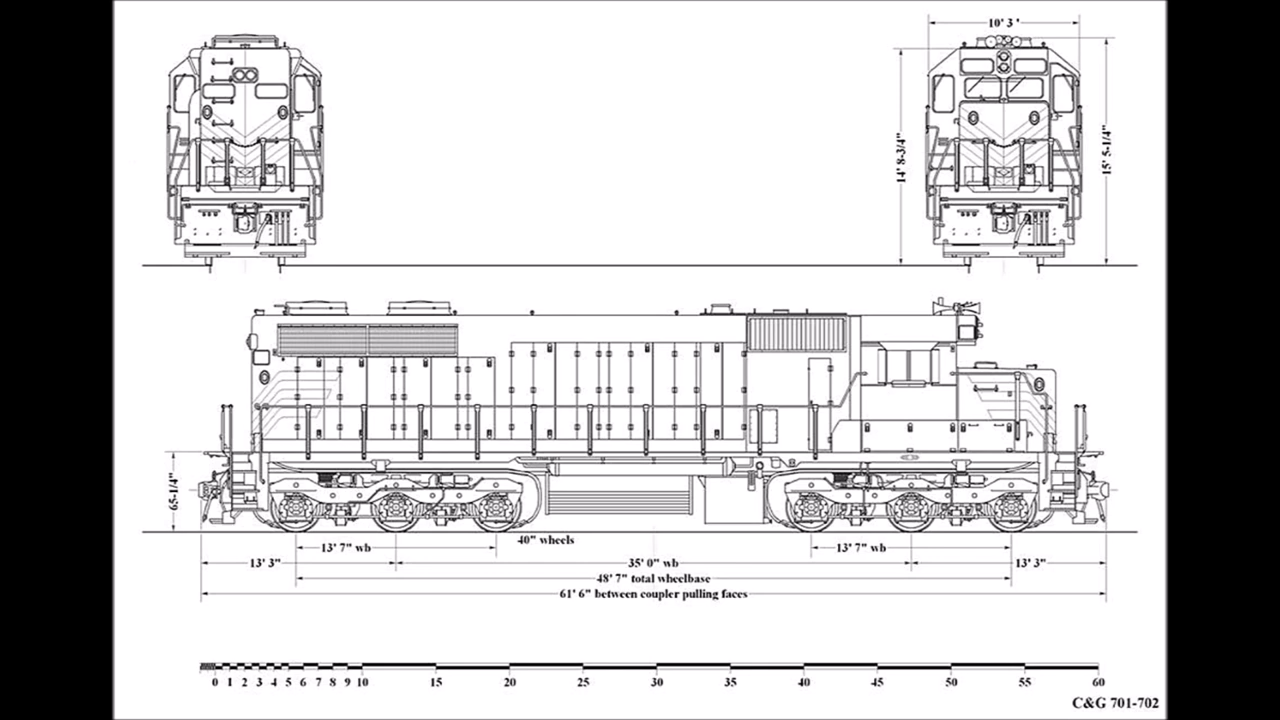 10' 3 '
14' 8-3/4"
15' 5-1/4"
65-1/4"
40" wheels
13' 7" wb
13' 7" wb
13' 3"
35' 0" wb
13' 3"
48' 7" total wheelbase
61' 6" between coupler pulling faces
0 1 2 3 4 5 6 7 8 9 10 15 20 25 30 35 40 45 50 55 60
C&G 701-702